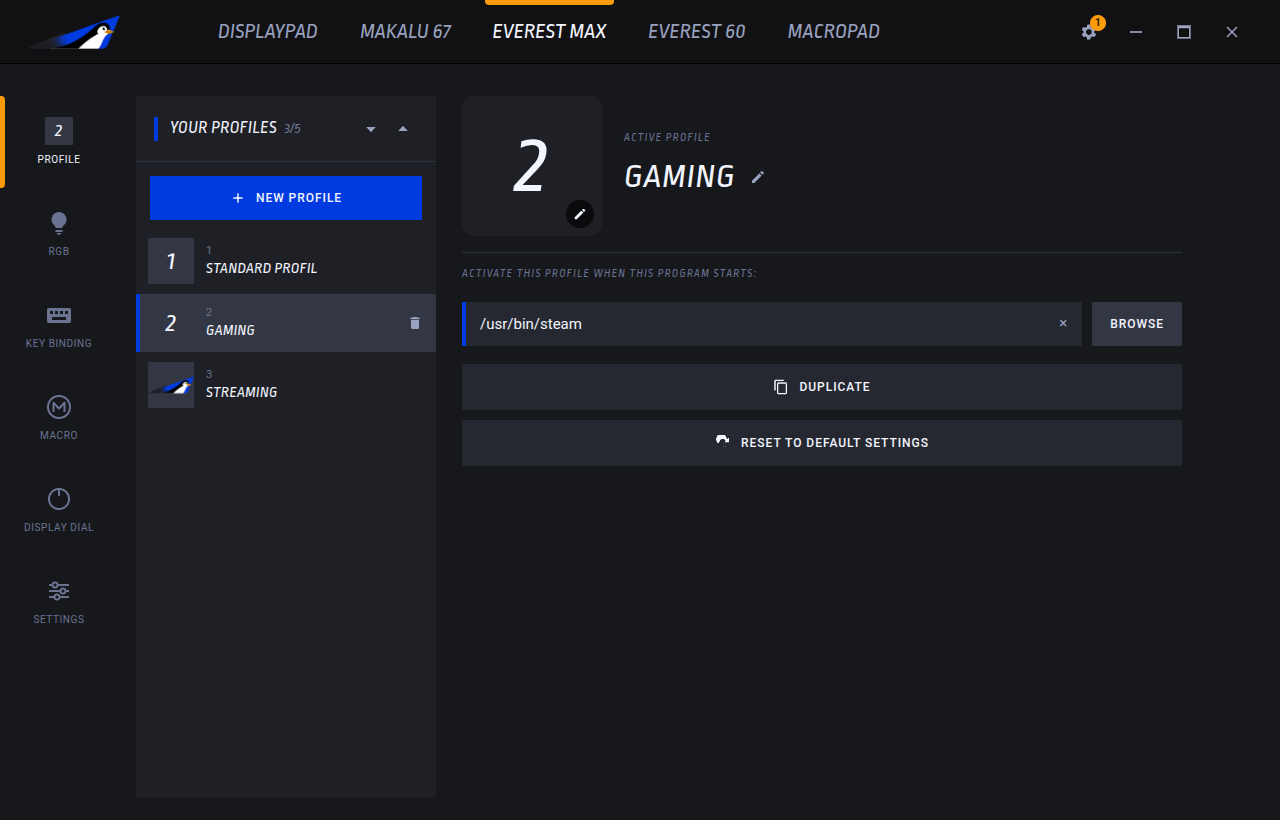 DISPLAYPAD
MAKALU 67
EVEREST MAX
EVEREST 60
MACROPAD
1
2
PROFILE
RGB
KEY BINDING
MACRO
DISPLAY DIAL
SETTINGS
YOUR PROFILES 3/5
NEW PROFILE
1
1
STANDARD PROFIL
2
2
GAMING
3
STREAMING
2
ACTIVE PROFILE
GAMING
ACTIVATE THIS PROFILE WHEN THIS PROGRAM STARTS:
/usr/bin/steam
×
BROWSE
DUPLICATE
RESET TO DEFAULT SETTINGS